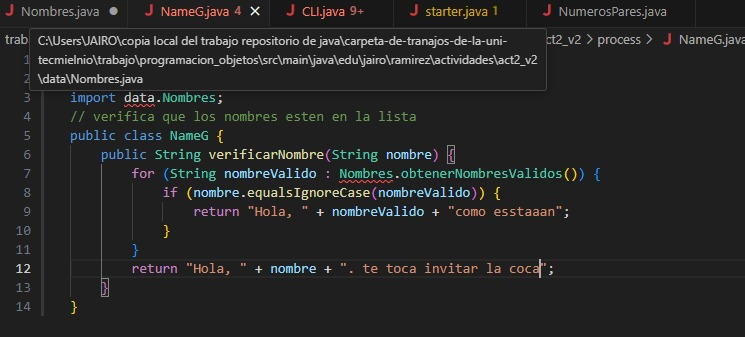 J Nombres.java ●
J NameG.java 4 ×
J CLI.java 9+
J starter.java 1
J NumerosPares.java
trab
act2_v2 > process > J NameG.java
C:\Users\JAIRO\copia local del trabajo repositorio de java\carpeta-de-tranajos-de-la-uni-
tecmielnio\trabajo\programacion_objetos\src\main\java\edu\jairo\ramirez\actividades\act2_v2
\data\Nombres.java
1
3 import data.Nombres;
4 // verifica que los nombres esten en la lista
5 public class NameG {
6 public String verificarNombre(String nombre) {
7 for (String nombreValido : Nombres.obtenerNombresValidos()) {
8 if (nombre.equalsIgnoreCase(nombreValido)) {
9 return "Hola, " + nombreValido + "como esstaaan";
10 }
11 }
12 return "Hola, " + nombre + ". te toca invitar la coca";
13 }
14 }